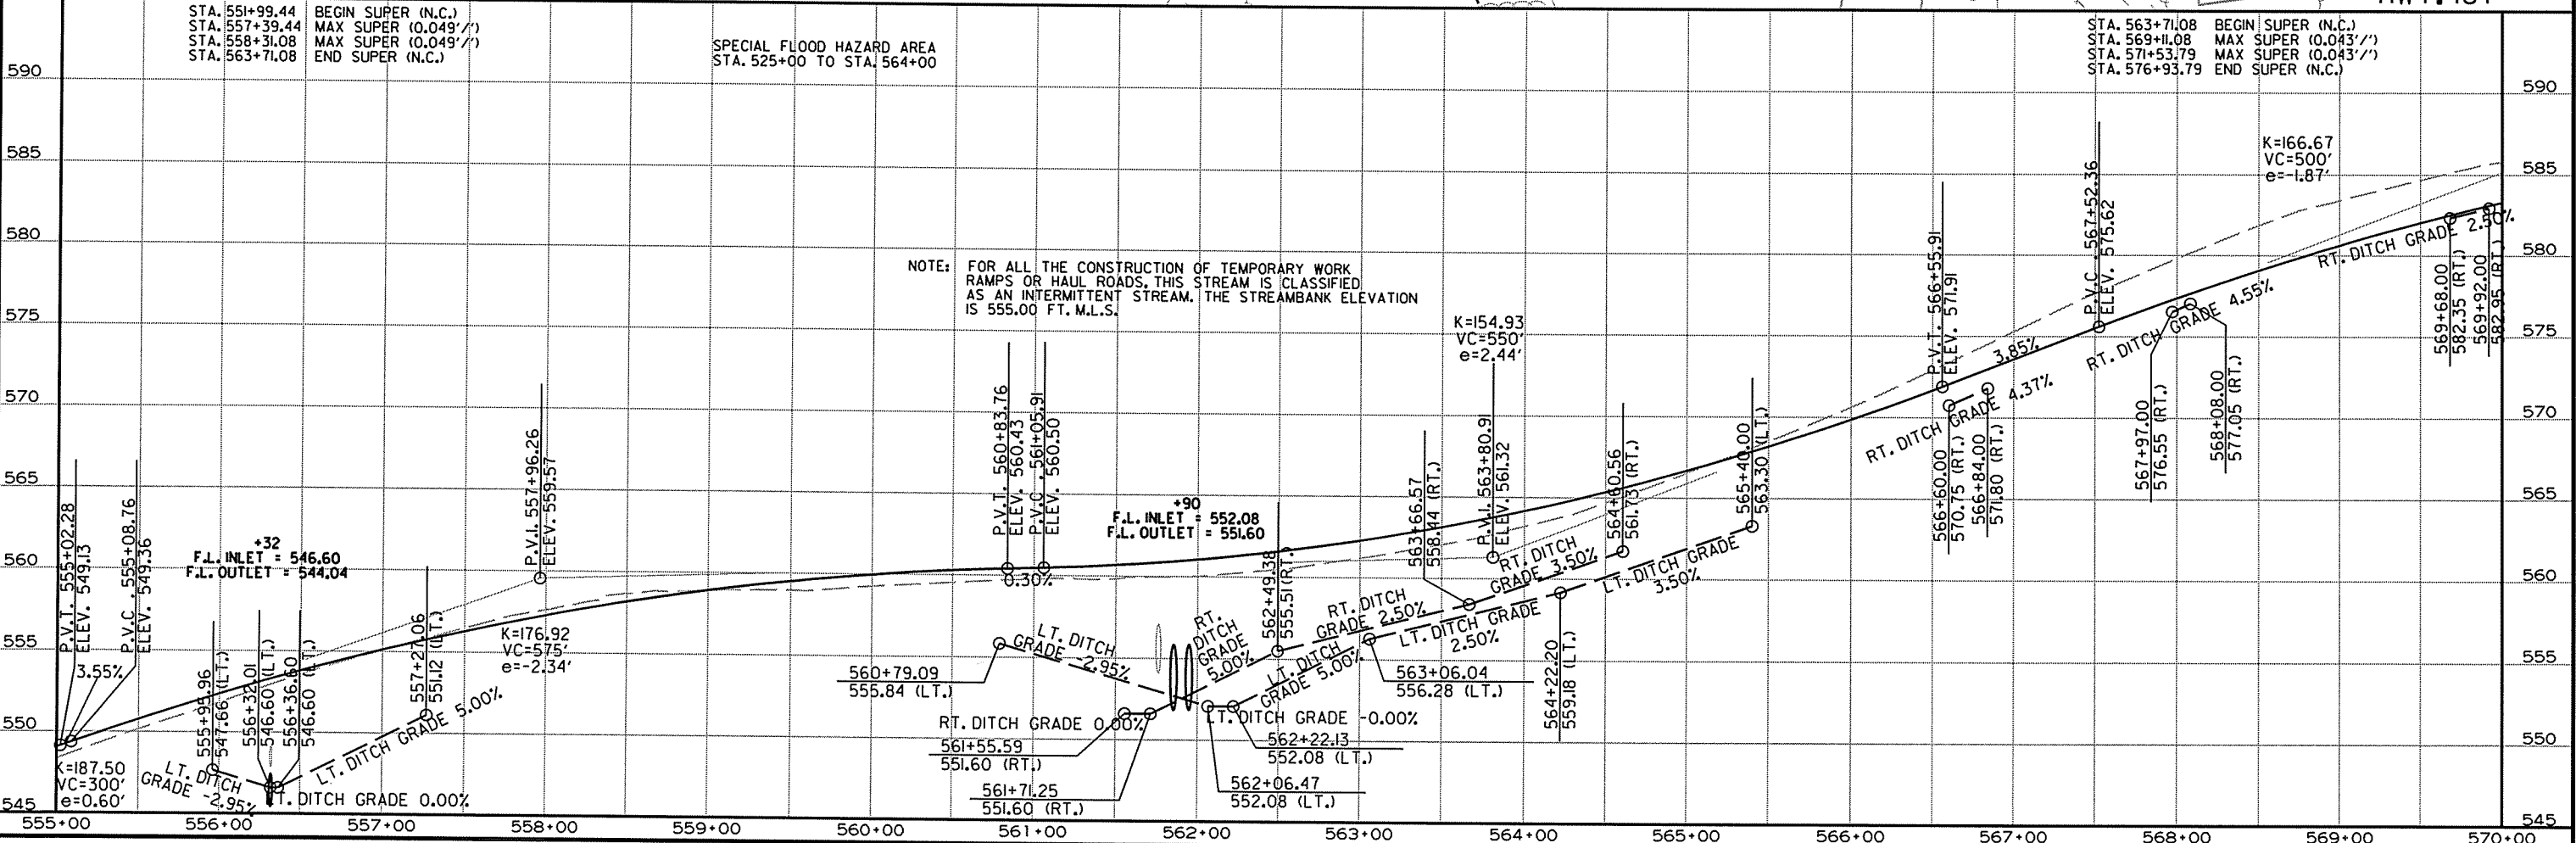 STA. 551+99.44 BEGIN SUPER (N.C.)
STA. 557+39.44 MAX SUPER (0.049'/')
STA. 558+31.08 MAX SUPER (0.049'/')
STA. 563+71.08 END SUPER (N.C.)
SPECIAL FLOOD HAZARD AREA
STA. 525+00 TO STA. 564+00
STA. 563+71.08 BEGIN SUPER (N.C.)
STA. 569+11.08 MAX SUPER (0.043'/')
STA. 571+53.79 MAX SUPER (0.043'/')
STA. 576+93.79 END SUPER (N.C.)
590
585
580
575
570
565
560
555
550
545
590
585
580
575
570
565
560
555
550
545
NOTE: FOR ALL THE CONSTRUCTION OF TEMPORARY WORK
RAMPS OR HAUL ROADS, THIS STREAM IS CLASSIFIED
AS AN INTERMITTENT STREAM. THE STREAMBANK ELEVATION
IS 555.00 FT. M.L.S.
P.V.T. 555+02.28
ELEV. 549.13
P.V.C. 555+08.76
ELEV. 549.36
3.55%
K=187.50
VC=300'
e=0.60'
+32
F.L. INLET = 546.60
F.L. OUTLET = 544.04
555+95.96
547.66 (LT.)
556+32.01
546.60 (LT.)
556+36.60
546.60 (LT.)
LT. DITCH
GRADE -2.95%
LT. DITCH GRADE 0.00%
LT. DITCH GRADE 5.00%
557+27.06
551.12 (LT.)
K=176.92
VC=575'
e=-2.34'
P.V.I. 557+96.26
ELEV. 559.57
P.V.T. 560+83.76
ELEV. 560.43
P.V.C. 561+05.91
ELEV. 560.50
0.30%
+90
F.L. INLET = 552.08
F.L. OUTLET = 551.60
560+79.09
555.84 (LT.)
LT. DITCH
GRADE -2.95%
RT. DITCH GRADE 0.00%
561+55.59
551.60 (RT.)
561+71.25
551.60 (RT.)
RT.
DITCH
GRADE
5.00%
LT. DITCH GRADE -0.00%
562+06.47
552.08 (LT.)
562+22.13
552.08 (LT.)
LT. DITCH
GRADE 5.00%
562+49.38
555.51 (RT.)
RT. DITCH
GRADE 2.50%
563+06.04
556.28 (LT.)
LT. DITCH GRADE
2.50%
563+66.57
558.44 (RT.)
K=154.93
VC=550'
e=2.44'
P.V.I. 563+80.91
ELEV. 561.32
RT. DITCH
GRADE 3.50%
564+22.20
559.18 (LT.)
564+60.56
561.73 (RT.)
LT. DITCH GRADE
3.50%
565+40.00
563.30 (LT.)
P.V.T. 566+55.91
ELEV. 571.91
3.85%
RT. DITCH GRADE 4.37%
566+60.00
570.75 (RT.)
566+84.00
571.80 (RT.)
P.V.C. 567+52.36
ELEV. 575.62
RT. DITCH GRADE 4.55%
567+97.00
576.55 (RT.)
568+08.00
577.05 (RT.)
K=166.67
VC=500'
e=-1.87'
RT. DITCH GRADE 2.50%
569+68.00
582.35 (RT.)
569+92.00
582.95 (RT.)
555+00
556+00
557+00
558+00
559+00
560+00
561+00
562+00
563+00
564+00
565+00
566+00
567+00
568+00
569+00
570+00